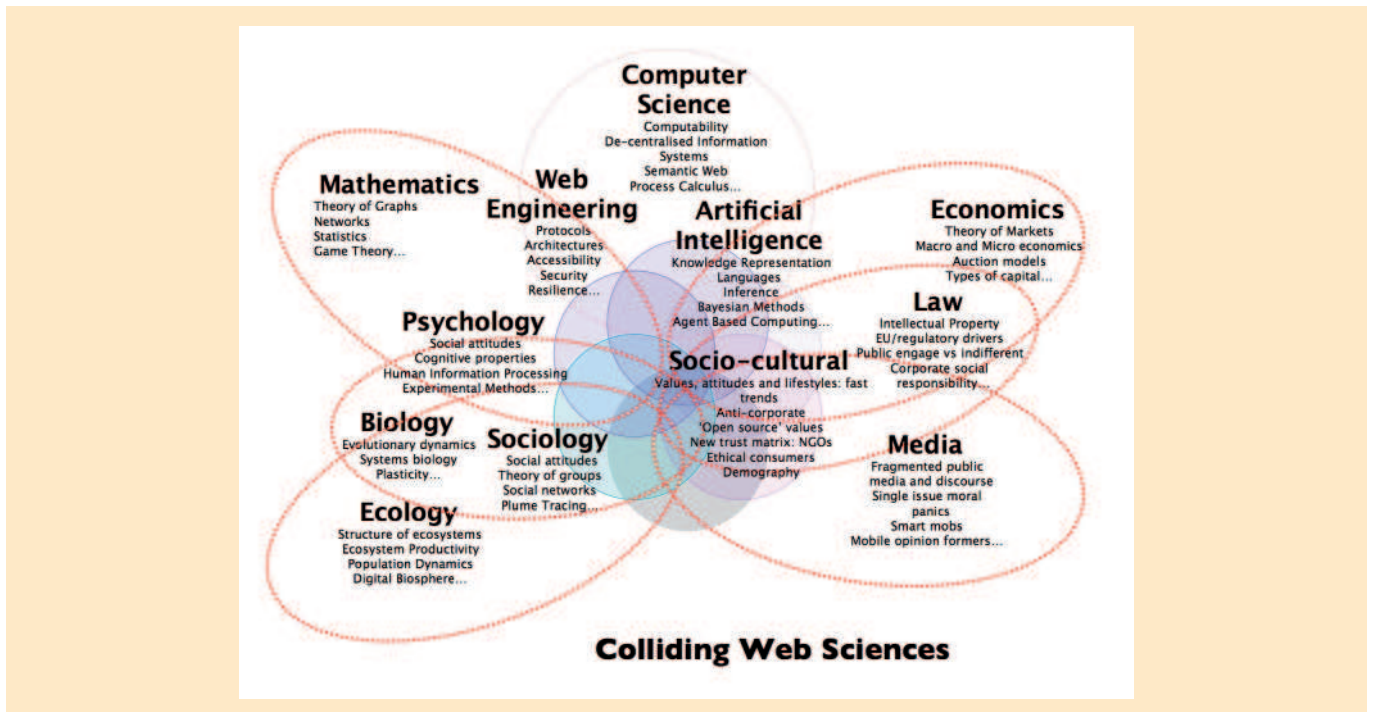 Computer
Science
Computability
De-centralised Information
Systems
Semantic Web
Process Calculus...
Mathematics
Theory of Graphs
Networks
Statistics
Game Theory...
Web
Engineering
Protocols
Architectures
Accessibility
Security
Resilience...
Artificial
Intelligence
Knowledge Representation
Languages
Inference
Bayesian Methods
Agent Based Computing...
Economics
Theory of Markets
Macro and Micro economics
Auction models
Types of capital...
Law
Intellectual Property
EU/regulatory drivers
Public engage vs indifferent
Corporate social
responsibility...
Psychology
Social attitudes
Cognitive properties
Human Information Processing
Experimental Methods...
Socio-cultural
Values, attitudes and lifestyles: fast
trends
Anti-corporate
'Open source' values
New trust matrix: NGOs
Ethical consumers
Demography
Biology
Evolutionary dynamics
Systems biology
Plasticity...
Sociology
Social attitudes
Theory of groups
Social networks
Plume Tracing...
Media
Fragmented public
media and discourse
Single issue moral
panics
Smart mobs
Mobile opinion formers...
Ecology
Structure of ecosystems
Ecosystem Productivity
Population Dynamics
Digital Biosphere...
Colliding Web Sciences